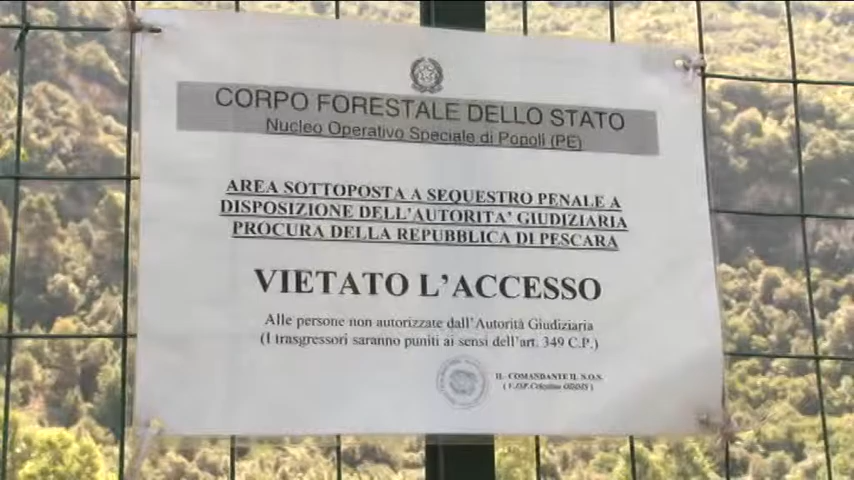 CORPO FORESTALE DELLO STATO
Nucleo Operativo Speciale di Popoli (PE)
AREA SOTTOPOSTA A SEQUESTRO PENALE A
DISPOSIZIONE DELL'AUTORITA' GIUDIZIARIA
PROCURA DELLA REPUBBLICA DI PESCARA
VIETATO L'ACCESSO
Alle persone non autorizzate dall'Autorità Giudiziaria
(I trasgressori saranno puniti ai sensi dell'art. 349 C.P.)
IL COMANDANTE IL N.O.S.